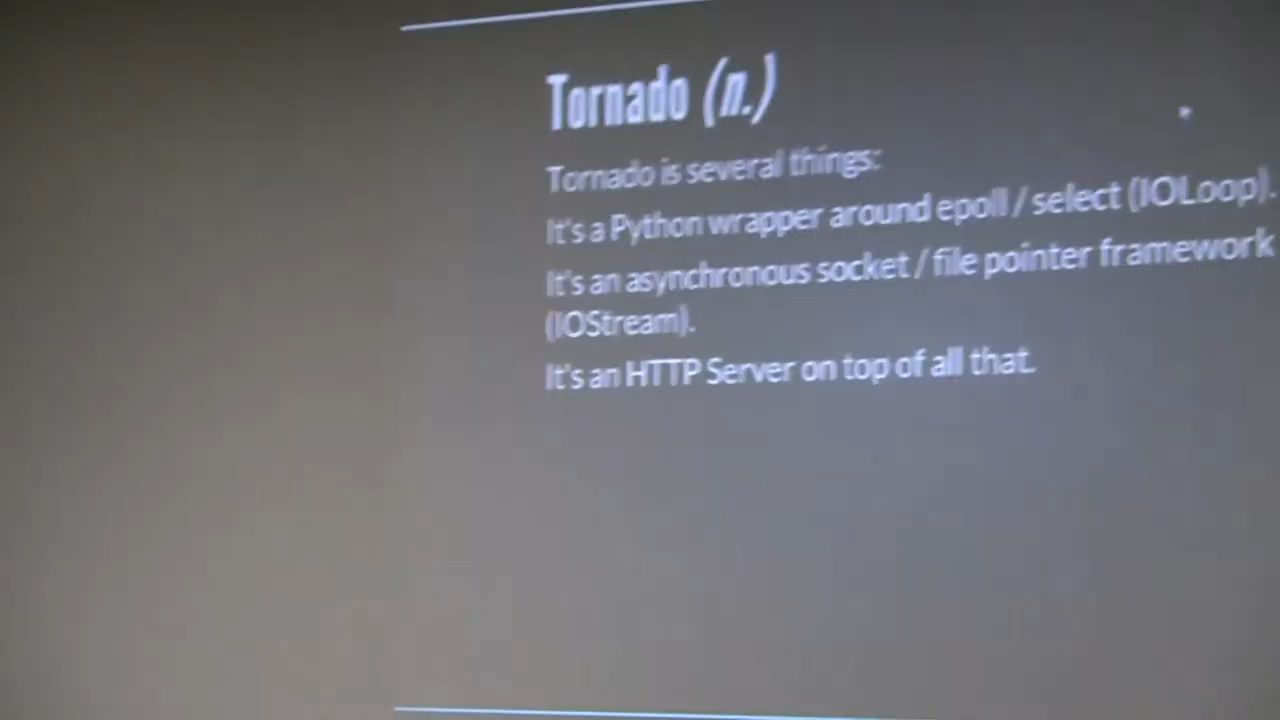 Tornado (n.)
Tornado is several things:
It's a Python wrapper around epoll / select (IOLoop).
It's an asynchronous socket / file pointer framework
(IOStream).
It's an HTTP Server on top of all that.